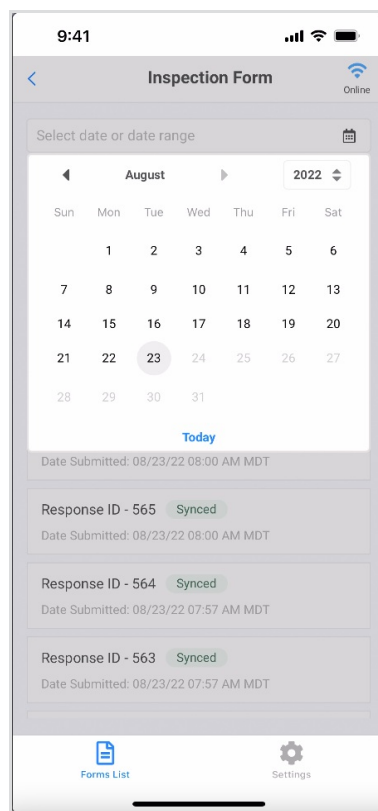 9:41
Inspection Form
Online
Select date or date range
August 2022
Sun Mon Tue Wed Thu Fri Sat
1 2 3 4 5 6
7 8 9 10 11 12 13
14 15 16 17 18 19 20
21 22 23 24 25 26 27
28 29 30 31
Today
Date Submitted: 08/23/22 08:00 AM MDT
Response ID - 565 Synced
Date Submitted: 08/23/22 08:00 AM MDT
Response ID - 564 Synced
Date Submitted: 08/23/22 07:57 AM MDT
Response ID - 563 Synced
Date Submitted: 08/23/22 07:57 AM MDT
Forms List Settings